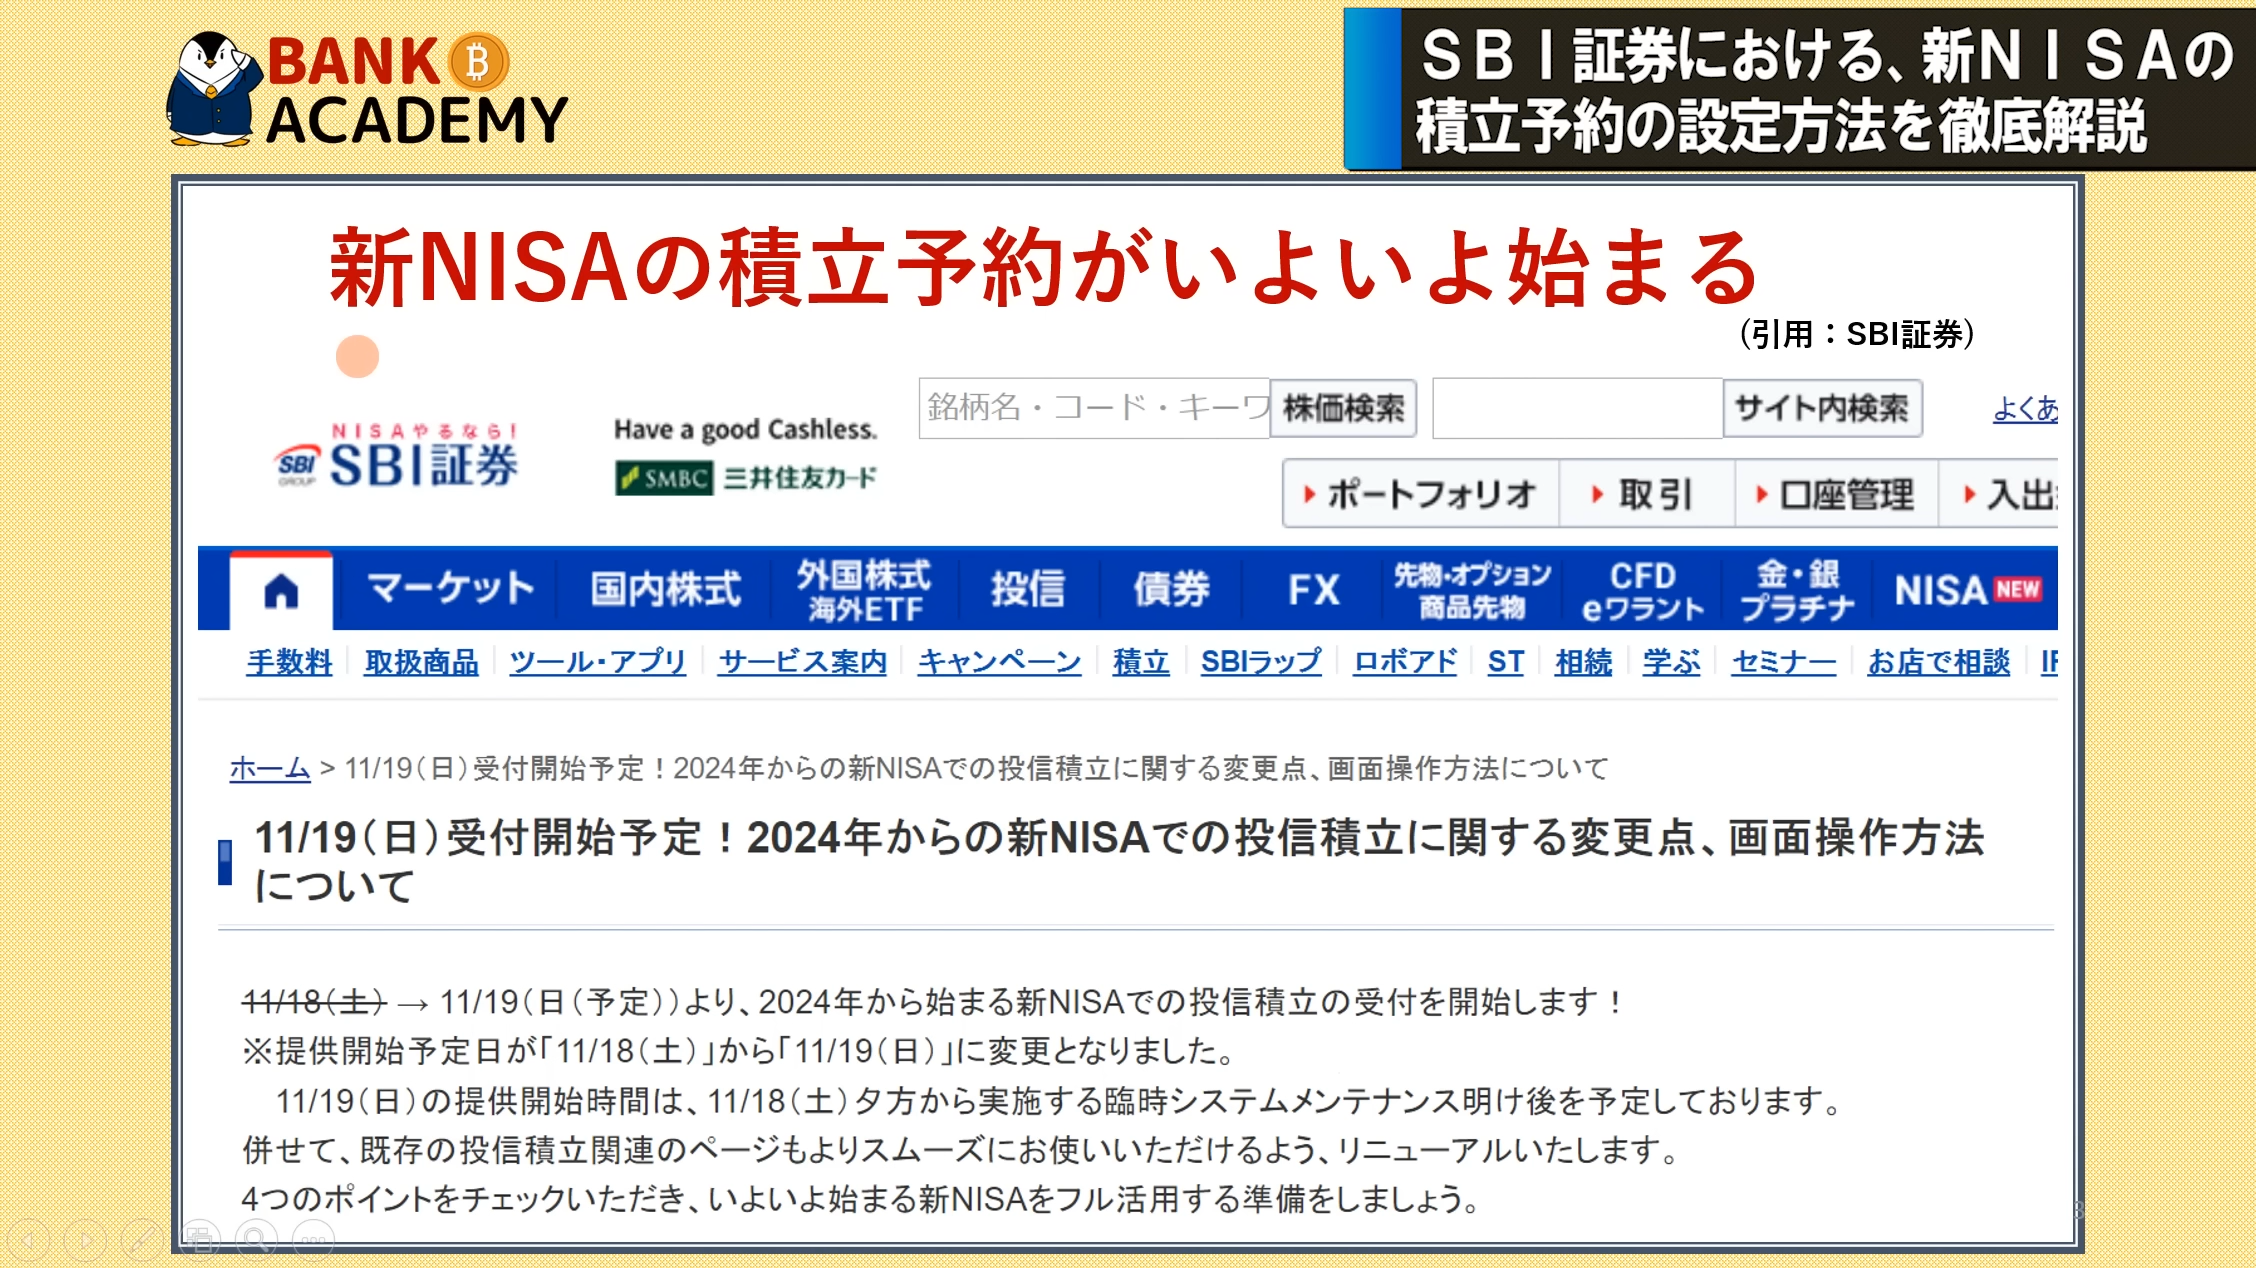 BANK
ACADEMY
SBI証券における、新NISAの
積立予約の設定方法を徹底解説
新NISAの積立予約がいよいよ始まる
(引用：SBI証券)
銘柄名・コード・キーワ 株価検索 サイト内検索 よくあ
NISAやるなら！
SBI GROUP SBI証券
Have a good Cashless.
SMBC 三井住友カード
ポートフォリオ 取引 口座管理 入出
マーケット 国内株式 外国株式 海外ETF 投信 債券 FX 先物・オプション 商品先物 CFD eワラント 金・銀 プラチナ NISA NEW
手数料 取扱商品 ツール・アプリ サービス案内 キャンペーン 積立 SBIラップ ロボアド ST 相続 学ぶ セミナー お店で相談
ホーム > 11/19（日）受付開始予定！2024年からの新NISAでの投信積立に関する変更点、画面操作方法について
11/19（日）受付開始予定！2024年からの新NISAでの投信積立に関する変更点、画面操作方法
について
11/18（土）→ 11/19（日（予定））より、2024年から始まる新NISAでの投信積立の受付を開始します！
※提供開始予定日が「11/18（土）」から「11/19（日）」に変更となりました。
11/19（日）の提供開始時間は、11/18（土）夕方から実施する臨時システムメンテナンス明け後を予定しております。
併せて、既存の投信積立関連のページもよりスムーズにお使いいただけるよう、リニューアルいたします。
4つのポイントをチェックいただき、いよいよ始まる新NISAをフル活用する準備をしましょう。
3